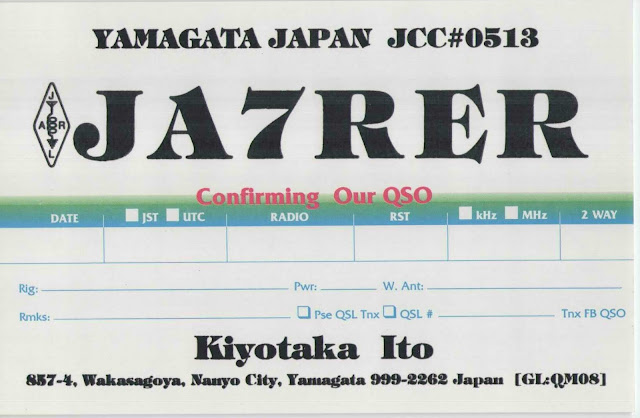 YAMAGATA JAPAN JCC#0513
JARL
JA7RER
Confirming Our QSO
DATE JST UTC RADIO RST kHz MHz 2 WAY
Rig: Pwr: W. Ant:
Rmks: Pse QSL Tnx QSL # Tnx FB QSO
Kiyotaka Ito
857-4, Wakasagoya, Nanyo City, Yamagata 999-2262 Japan [GL:QM08]